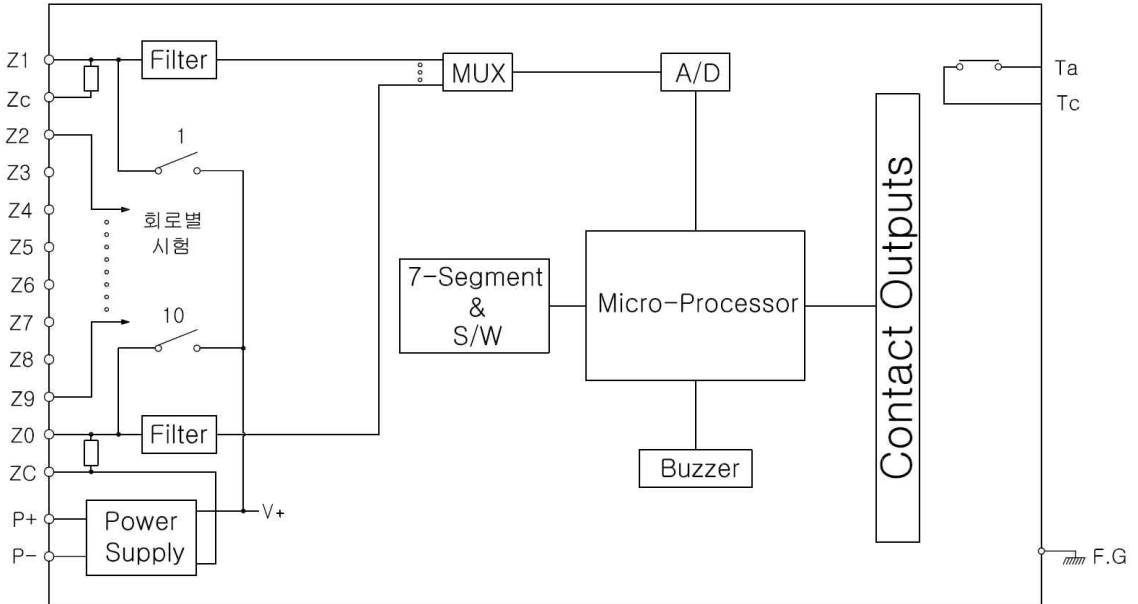 Z1
Zc
Z2
Z3
Z4
Z5
Z6
Z7
Z8
Z9
Z0
ZC
P+
P-
Filter
1
회로별
시험
10
Filter
Power
Supply
V+
MUX
A/D
7-Segment
&
S/W
Micro-Processor
Buzzer
Contact Outputs
Ta
Tc
F.G